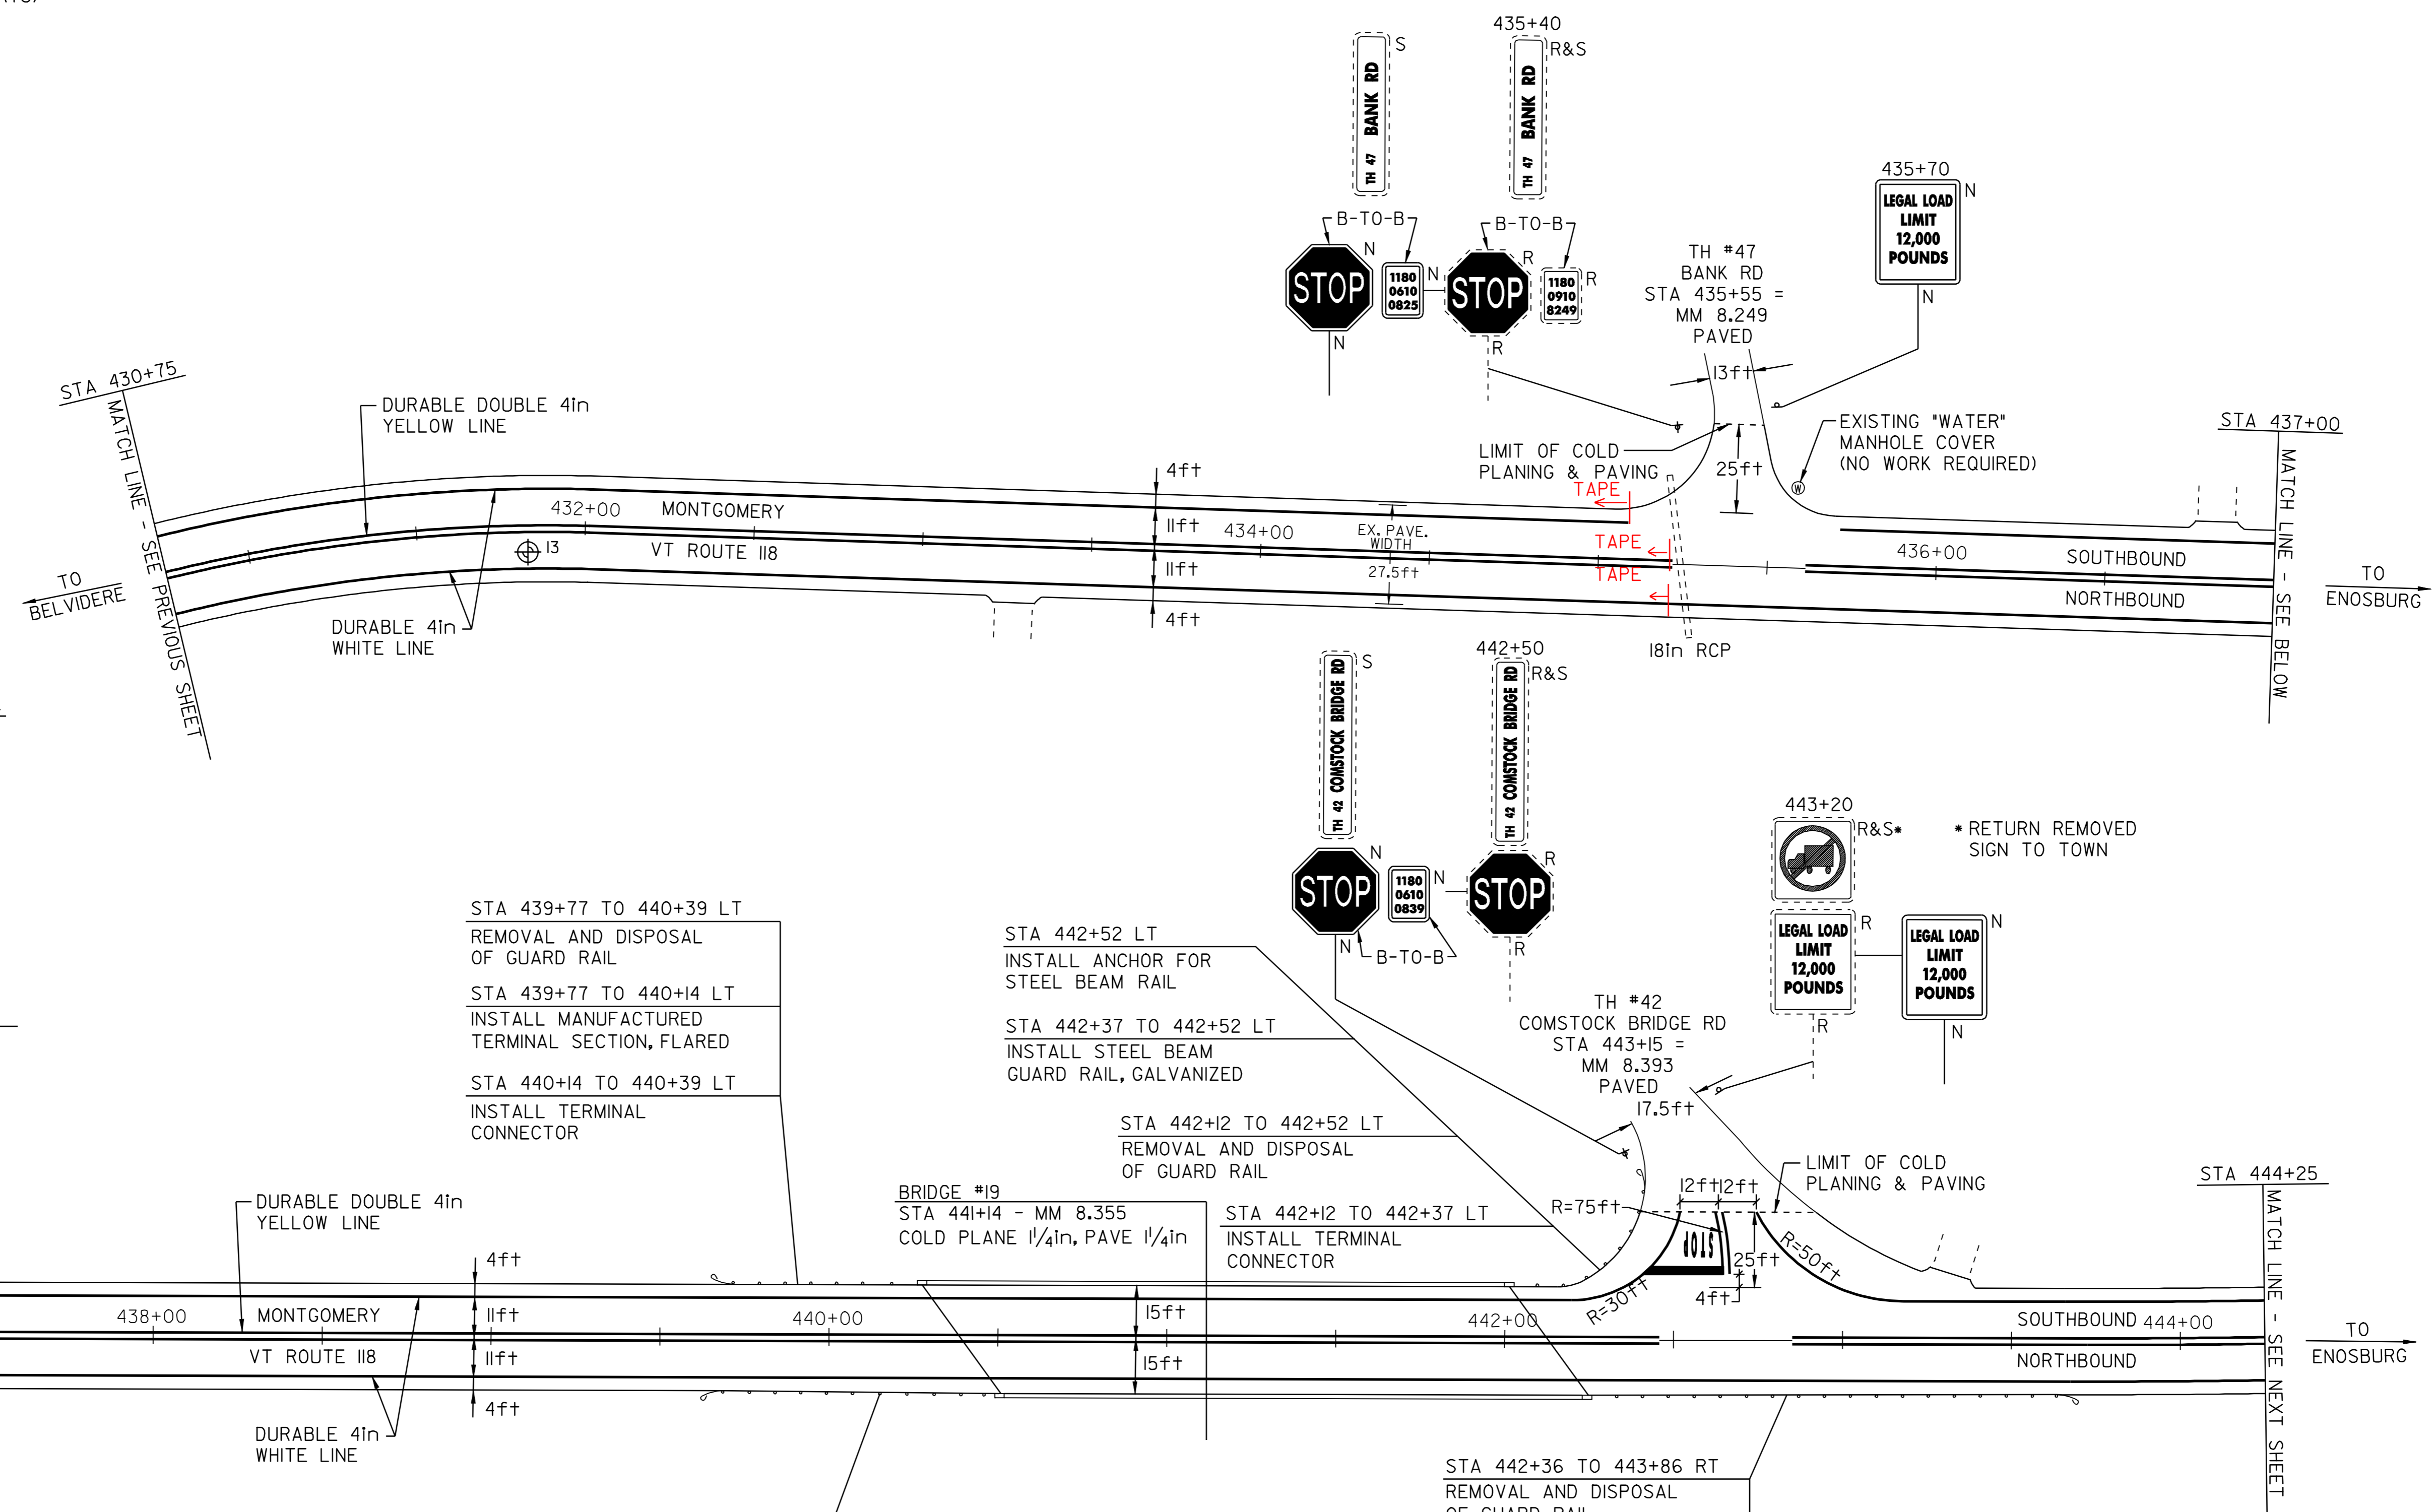 435+40
S
R&S
TH 47 BANK RD
TH 47 BANK RD
435+70
N
LEGAL LOAD
LIMIT
12,000
POUNDS
N
B-TO-B
B-TO-B
N
R
STOP
1180
0610
0825
N
STOP
1180
0910
8249
R
N
R
TH #47
BANK RD
STA 435+55 =
MM 8.249
PAVED
13ft
STA 430+75
MATCH LINE - SEE PREVIOUS SHEET
DURABLE DOUBLE 4in
YELLOW LINE
LIMIT OF COLD
PLANING & PAVING
25ft
EXISTING "WATER"
MANHOLE COVER
(NO WORK REQUIRED)
W
STA 437+00
MATCH LINE - SEE BELOW
4ft
TAPE
432+00
MONTGOMERY
11ft
434+00
EX. PAVE.
WIDTH
27.5ft
TAPE
TAPE
436+00
SOUTHBOUND
13
VT ROUTE 118
11ft
NORTHBOUND
TO
BELVIDERE
TO
ENOSBURG
DURABLE 4in
WHITE LINE
4ft
18in RCP
442+50
S
R&S
TH 42 COMSTOCK BRIDGE RD
TH 42 COMSTOCK BRIDGE RD
443+20
R&S*
* RETURN REMOVED
SIGN TO TOWN
N
R
STOP
1180
0610
0839
N
STOP
N
B-TO-B
R
LEGAL LOAD
LIMIT
12,000
POUNDS
R
R
LEGAL LOAD
LIMIT
12,000
POUNDS
N
N
STA 439+77 TO 440+39 LT
REMOVAL AND DISPOSAL
OF GUARD RAIL
STA 439+77 TO 440+14 LT
INSTALL MANUFACTURED
TERMINAL SECTION, FLARED
STA 440+14 TO 440+39 LT
INSTALL TERMINAL
CONNECTOR
STA 442+52 LT
INSTALL ANCHOR FOR
STEEL BEAM RAIL
STA 442+37 TO 442+52 LT
INSTALL STEEL BEAM
GUARD RAIL, GALVANIZED
STA 442+12 TO 442+52 LT
REMOVAL AND DISPOSAL
OF GUARD RAIL
STA 442+12 TO 442+37 LT
INSTALL TERMINAL
CONNECTOR
TH #42
COMSTOCK BRIDGE RD
STA 443+15 =
MM 8.393
PAVED
17.5ft
LIMIT OF COLD
PLANING & PAVING
STA 444+25
MATCH LINE - SEE NEXT SHEET
BRIDGE #19
STA 441+14 - MM 8.355
COLD PLANE 1 1/4in, PAVE 1 1/4in
DURABLE DOUBLE 4in
YELLOW LINE
12ft
12ft
R=75ft
STOP
25ft
R=50ft
R=30ft
4ft
4ft
438+00
MONTGOMERY
11ft
440+00
15ft
442+00
SOUTHBOUND
444+00
VT ROUTE 118
11ft
15ft
NORTHBOUND
TO
ENOSBURG
4ft
DURABLE 4in
WHITE LINE
STA 442+36 TO 443+86 RT
REMOVAL AND DISPOSAL
OF GUARD RAIL